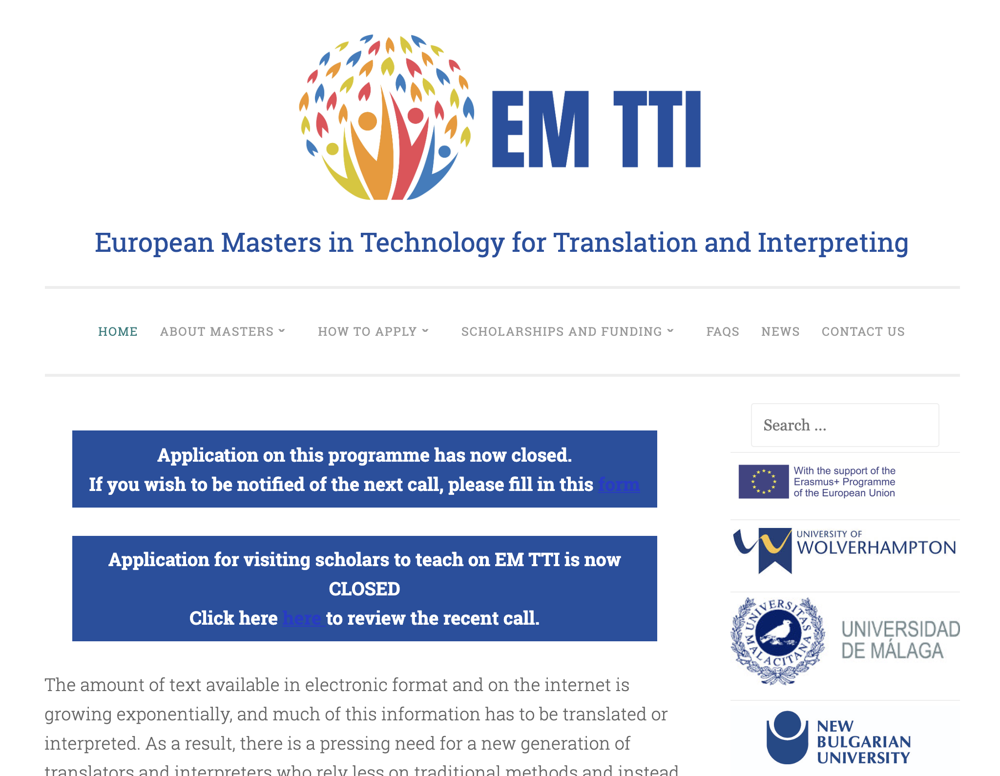 EM TTI
European Masters in Technology for Translation and Interpreting
HOME ABOUT MASTERS HOW TO APPLY SCHOLARSHIPS AND FUNDING FAQS NEWS CONTACT US
Application on this programme has now closed.
If you wish to be notified of the next call, please fill in this form
Application for visiting scholars to teach on EM TTI is now
CLOSED
Click here here to review the recent call.
The amount of text available in electronic format and on the internet is
growing exponentially, and much of this information has to be translated or
interpreted. As a result, there is a pressing need for a new generation of
translators and interpreters who rely less on traditional methods and instead
Search ...
With the support of the
Erasmus+ Programme
of the European Union
UNIVERSITY OF
WOLVERHAMPTON
UNIVERSITAS
MALACITANA
UNIVERSIDAD
DE MÁLAGA
NEW
BULGARIAN
UNIVERSITY